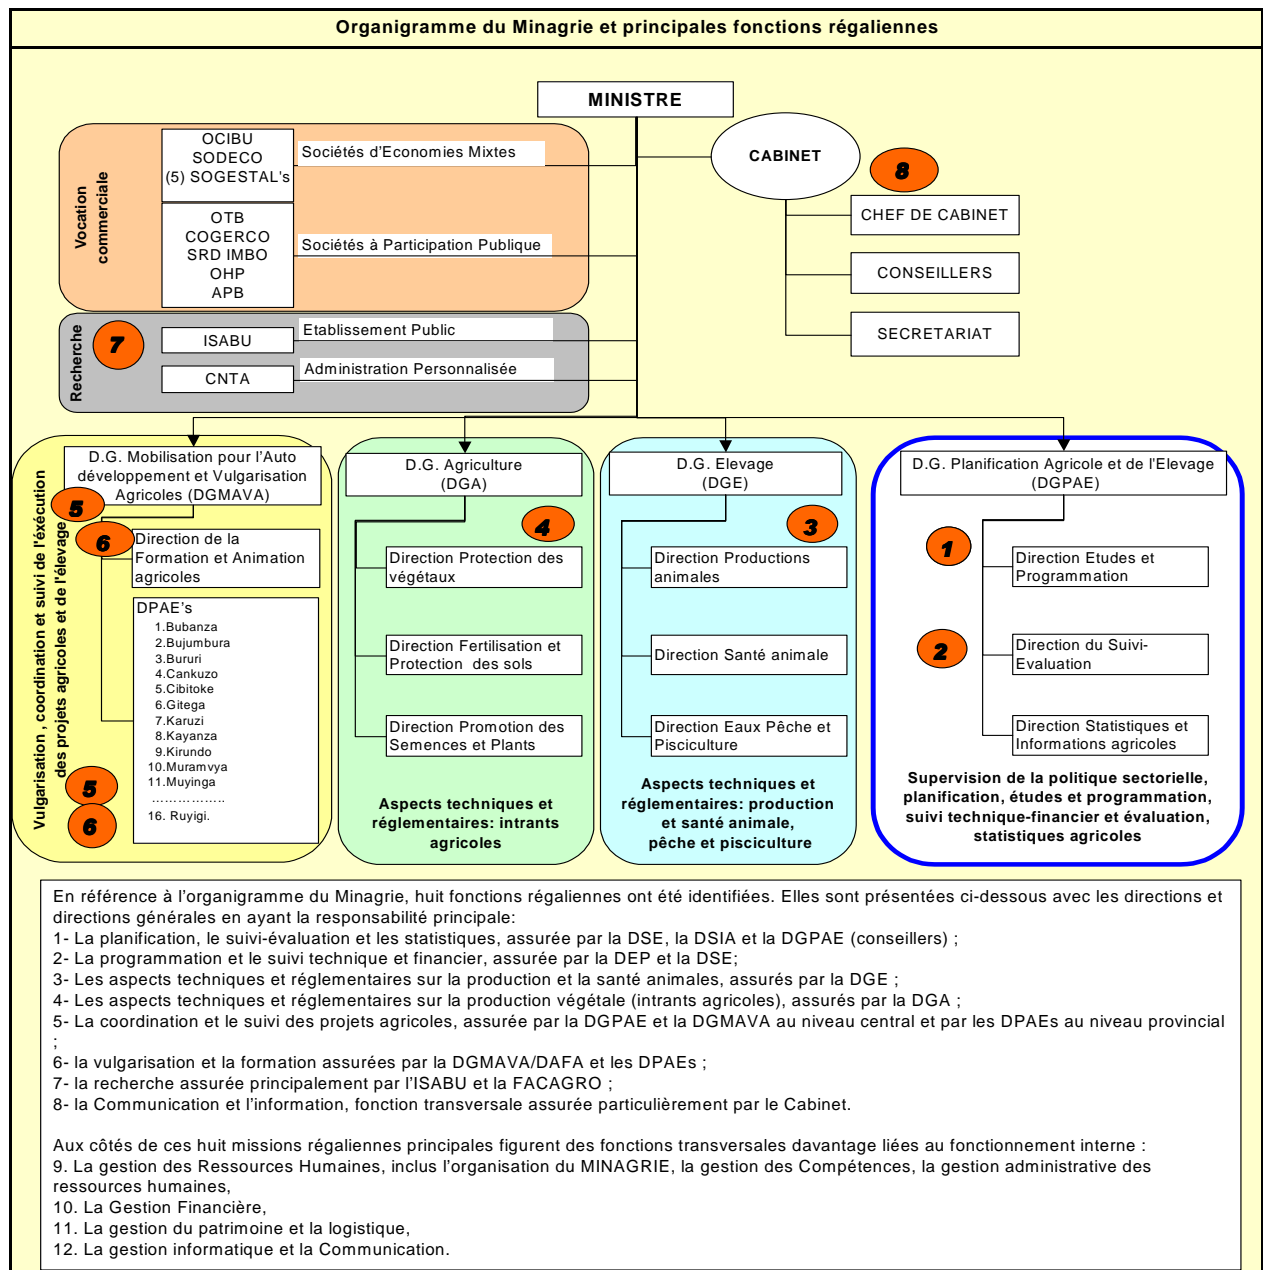 Organigramme du Minagrie et principales fonctions régaliennes
MINISTRE
CABINET
8
CHEF DE CABINET
CONSEILLERS
SECRETARIAT
Vocation
commerciale
OCIBU
SODECO
(5) SOGESTAL's
Sociétés d'Economies Mixtes
OTB
COGERCO
SRD IMBO
OHP
APB
Sociétés à Participation Publique
Recherche
7
ISABU
Etablissement Public
CNTA
Administration Personnalisée
Vulgarisation , coordination et suivi de l'éxécution
des projets agricoles et de l'élevage
D.G. Mobilisation pour l'Auto
développement et Vulgarisation
Agricoles (DGMAVA)
5
6
Direction de la
Formation et Animation
agricoles
DPAE's
1.Bubanza
2.Bujumbura
3.Bururi
4.Cankuzo
5.Cibitoke
6.Gitega
7.Karuzi
8.Kayanza
9.Kirundo
10.Muramvya
11.Muyinga
……………..
16. Ruyigi.
5
6
D.G. Agriculture
(DGA)
4
Direction Protection des
végétaux
Direction Fertilisation et
Protection des sols
Direction Promotion des
Semences et Plants
Aspects techniques et
réglementaires: intrants
agricoles
D.G. Elevage
(DGE)
3
Direction Productions
animales
Direction Santé animale
Direction Eaux Pêche et
Pisciculture
Aspects techniques et
réglementaires: production
et santé animale,
pêche et pisciculture
D.G. Planification Agricole et de l'Elevage
(DGPAE)
1
Direction Etudes et
Programmation
2
Direction du Suivi-
Evaluation
Direction Statistiques et
Informations agricoles
Supervision de la politique sectorielle,
planification, études et programmation,
suivi technique-financier et évaluation,
statistiques agricoles
En référence à l'organigramme du Minagrie, huit fonctions régaliennes ont été identifiées. Elles sont présentées ci-dessous avec les directions et
directions générales en ayant la responsabilité principale:
1- La planification, le suivi-évaluation et les statistiques, assurée par la DSE, la DSIA et la DGPAE (conseillers) ;
2- La programmation et le suivi technique et financier, assurée par la DEP et la DSE;
3- Les aspects techniques et réglementaires sur la production et la santé animales, assurés par la DGE ;
4- Les aspects techniques et réglementaires sur la production végétale (intrants agricoles), assurés par la DGA ;
5- La coordination et le suivi des projets agricoles, assurée par la DGPAE et la DGMAVA au niveau central et par les DPAEs au niveau provincial
;
6- la vulgarisation et la formation assurées par la DGMAVA/DAFA et les DPAEs ;
7- la recherche assurée principalement par l'ISABU et la FACAGRO ;
8- la Communication et l'information, fonction transversale assurée particulièrement par le Cabinet.
Aux côtés de ces huit missions régaliennes principales figurent des fonctions transversales davantage liées au fonctionnement interne :
9. La gestion des Ressources Humaines, inclus l'organisation du MINAGRIE, la gestion des Compétences, la gestion administrative des
ressources humaines,
10. La Gestion Financière,
11. La gestion du patrimoine et la logistique,
12. La gestion informatique et la Communication.